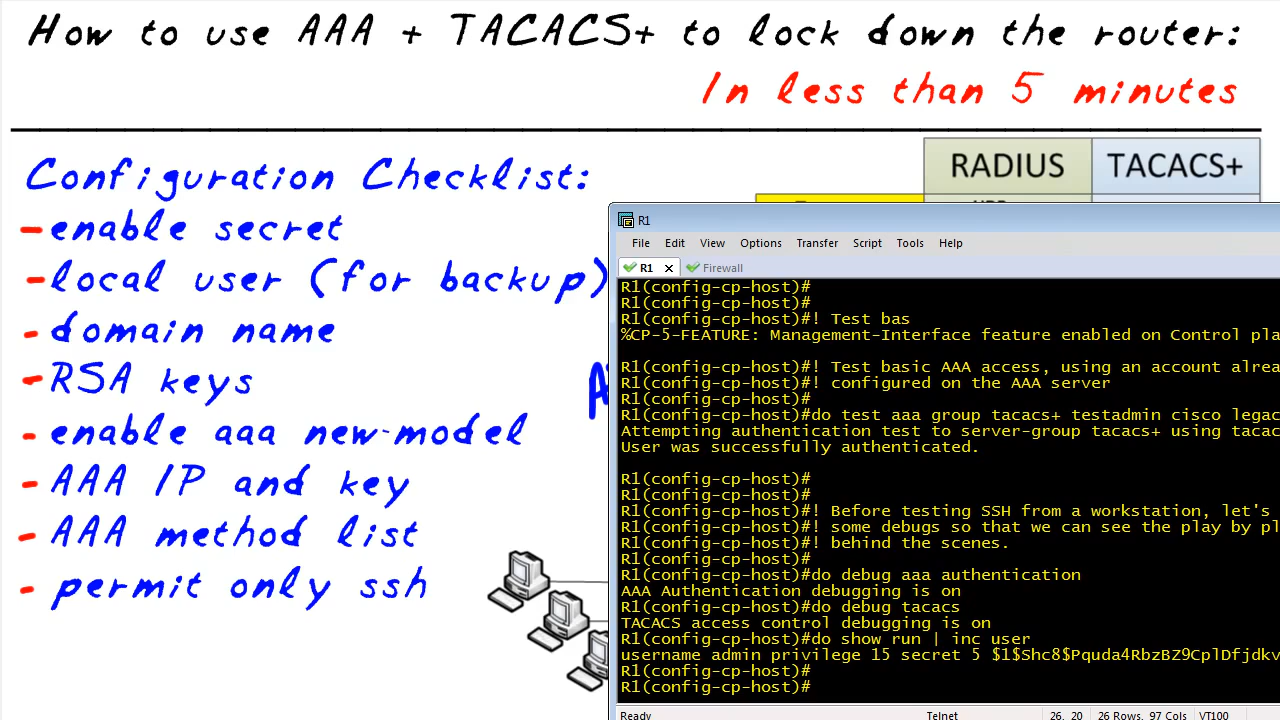 How to use AAA + TACACS+ to lock down the router:
In less than 5 minutes
Configuration Checklist:
-enable secret
-local user (for backup)
-domain name
-RSA keys
-enable aaa new-model
-AAA IP and key
-AAA method list
-permit only ssh
RADIUS TACACS+
R1
File Edit View Options Transfer Script Tools Help
R1 Firewall
R1(config-cp-host)#
R1(config-cp-host)#
R1(config-cp-host)#! Test bas
%CP-5-FEATURE: Management-Interface feature enabled on Control pla
R1(config-cp-host)#! Test basic AAA access, using an account alrea
R1(config-cp-host)#! configured on the AAA server
R1(config-cp-host)#
R1(config-cp-host)#do test aaa group tacacs+ testadmin cisco legac
Attempting authentication test to server-group tacacs+ using tacac
User was successfully authenticated.
R1(config-cp-host)#
R1(config-cp-host)#
R1(config-cp-host)#! Before testing SSH from a workstation, let's
R1(config-cp-host)#! some debugs so that we can see the play by pl
R1(config-cp-host)#! behind the scenes.
R1(config-cp-host)#
R1(config-cp-host)#do debug aaa authentication
AAA Authentication debugging is on
R1(config-cp-host)#do debug tacacs
TACACS access control debugging is on
R1(config-cp-host)#do show run | inc user
username admin privilege 15 secret 5 $1$Shc8$Pquda4RbzBZ9CplDfjdkv
R1(config-cp-host)#
R1(config-cp-host)#
Ready Telnet 26, 20 26 Rows, 97 Cols VT100